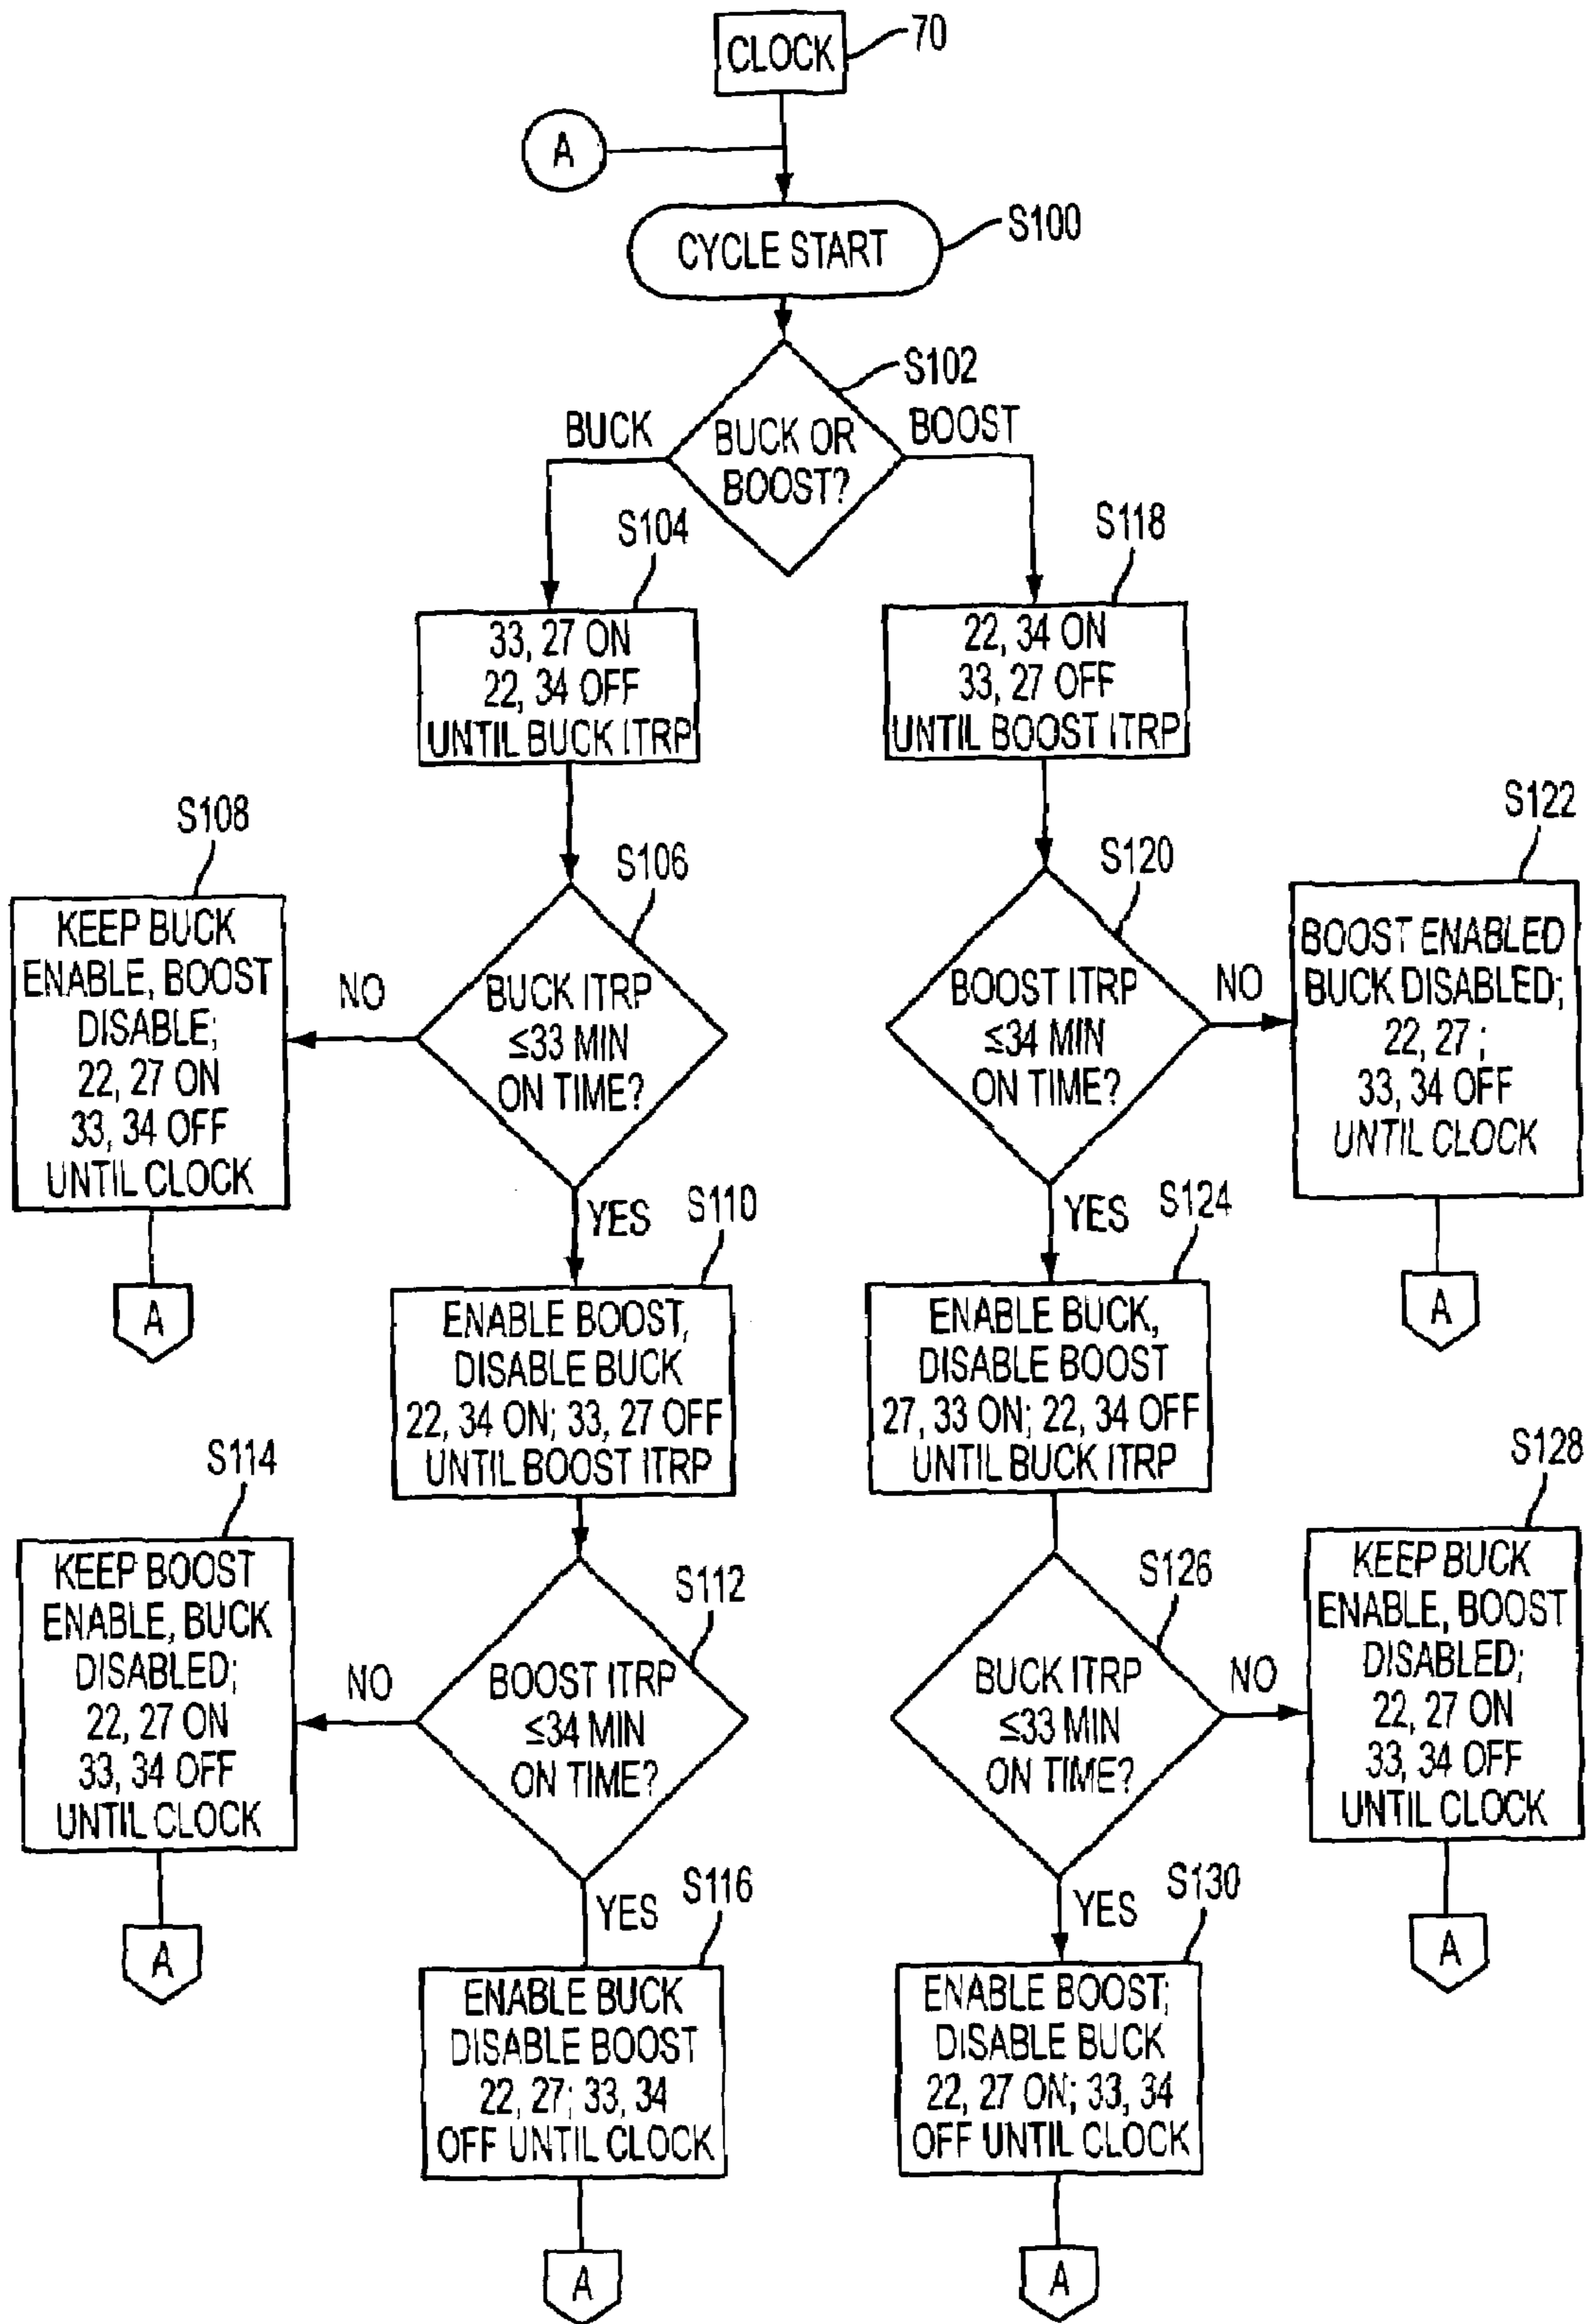 CLOCK
70
A
CYCLE START
S100
S102
BUCK
BUCK OR
BOOST?
BOOST
S104
33, 27 ON
22, 34 OFF
UNTIL BUCK ITRP
S118
22, 34 ON
33, 27 OFF
UNTIL BOOST ITRP
S108
KEEP BUCK
ENABLE, BOOST
DISABLE;
22, 27 ON
33, 34 OFF
UNTIL CLOCK
A
NO
S106
BUCK ITRP
≤33 MIN
ON TIME?
YES
S120
BOOST ITRP
≤34 MIN
ON TIME?
YES
NO
S122
BOOST ENABLED
BUCK DISABLED;
22, 27 ;
33, 34 OFF
UNTIL CLOCK
A
S110
ENABLE BOOST,
DISABLE BUCK
22, 34 ON; 33, 27 OFF
UNTIL BOOST ITRP
S124
ENABLE BUCK,
DISABLE BOOST
27, 33 ON; 22, 34 OFF
UNTIL BUCK ITRP
S114
KEEP BOOST
ENABLE, BUCK
DISABLED;
22, 27 ON
33, 34 OFF
UNTIL CLOCK
A
NO
S112
BOOST ITRP
≤34 MIN
ON TIME?
YES
S126
BUCK ITRP
≤33 MIN
ON TIME?
YES
NO
S128
KEEP BUCK
ENABLE, BOOST
DISABLED;
22, 27 ON
33, 34 OFF
UNTIL CLOCK
A
S116
ENABLE BUCK
DISABLE BOOST
22, 27; 33, 34
OFF UNTIL CLOCK
A
S130
ENABLE BOOST;
DISABLE BUCK
22, 27 ON; 33, 34
OFF UNTIL CLOCK
A